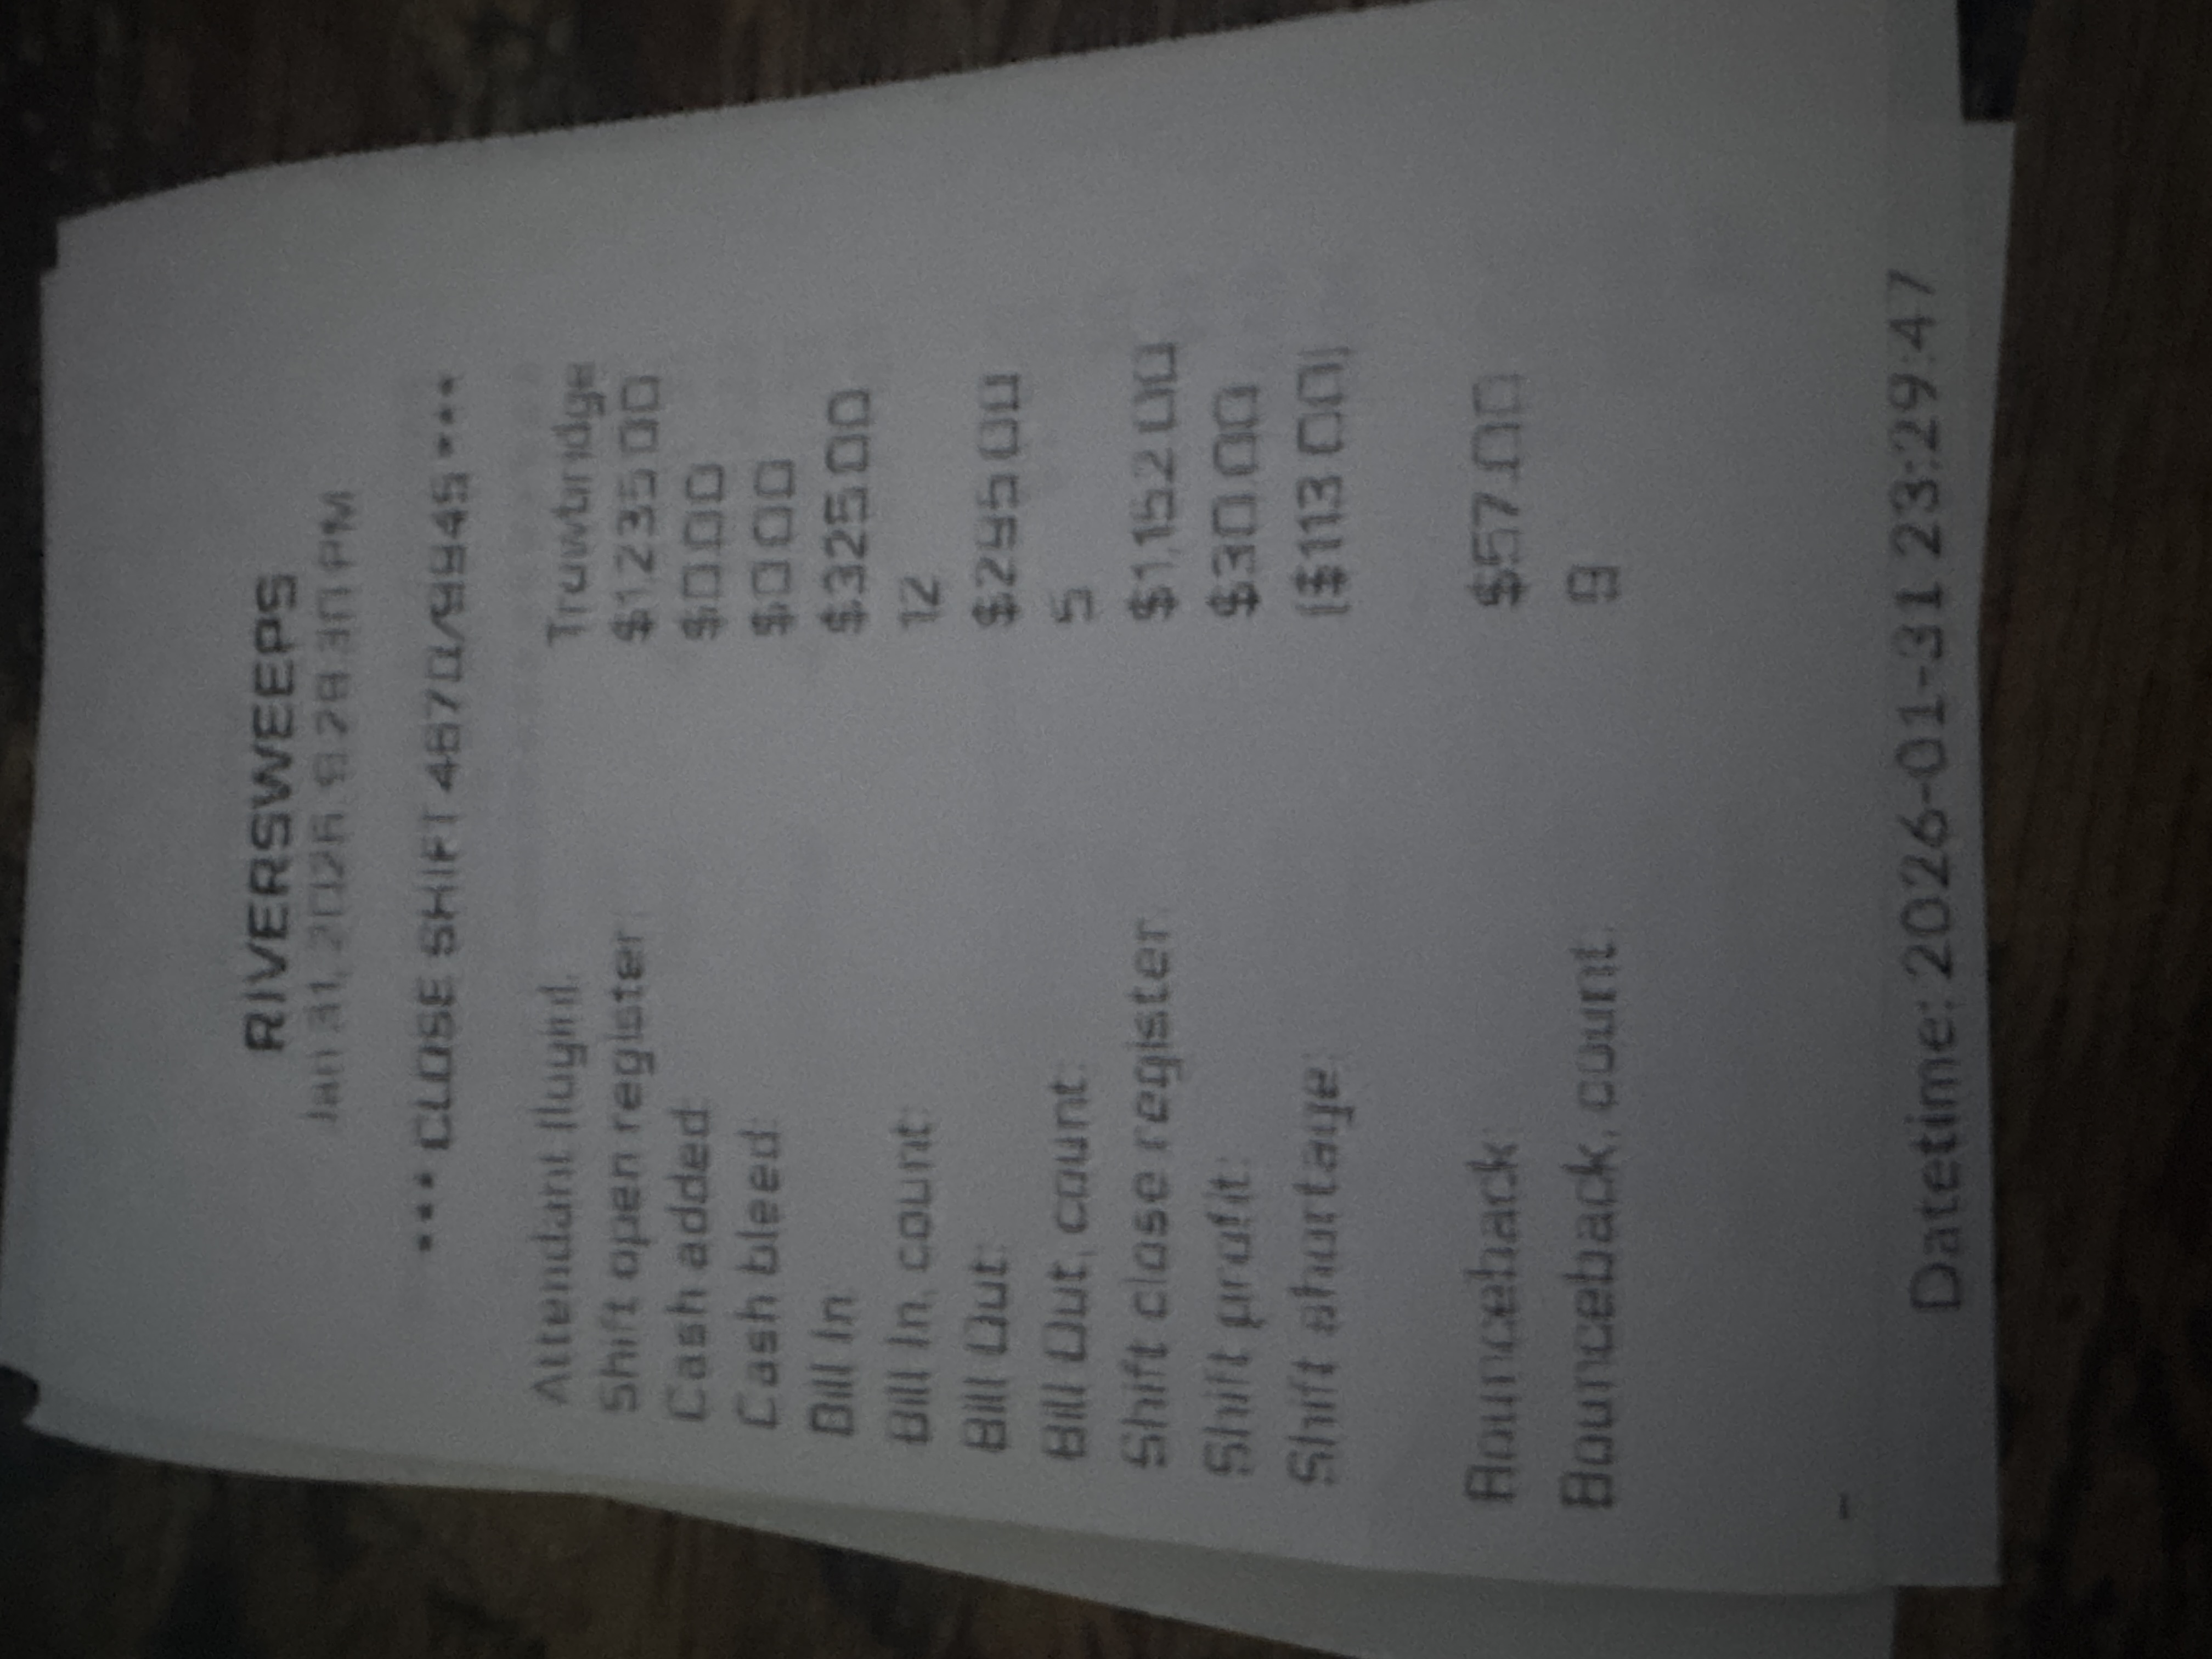 RIVERSWEEPS
Jan 31, 2026, 9:28:30 PM
**** CLOSE SHIFT ****
Attendant (login): Trowbridge
Shift open register: $1,235.00
Cash added: $0.00
Cash bleed: $0.00
Bill In: $325.00
Bill In, count: 12
Bill Out: $295.00
Bill Out, count: 5
Shift close register: $1,152.00
Shift profit: $30.00
Shift shortage: ($113.00)
Bounceback: $57.00
Bounceback, count: 9
Datetime: 2026-01-31 23:29:47